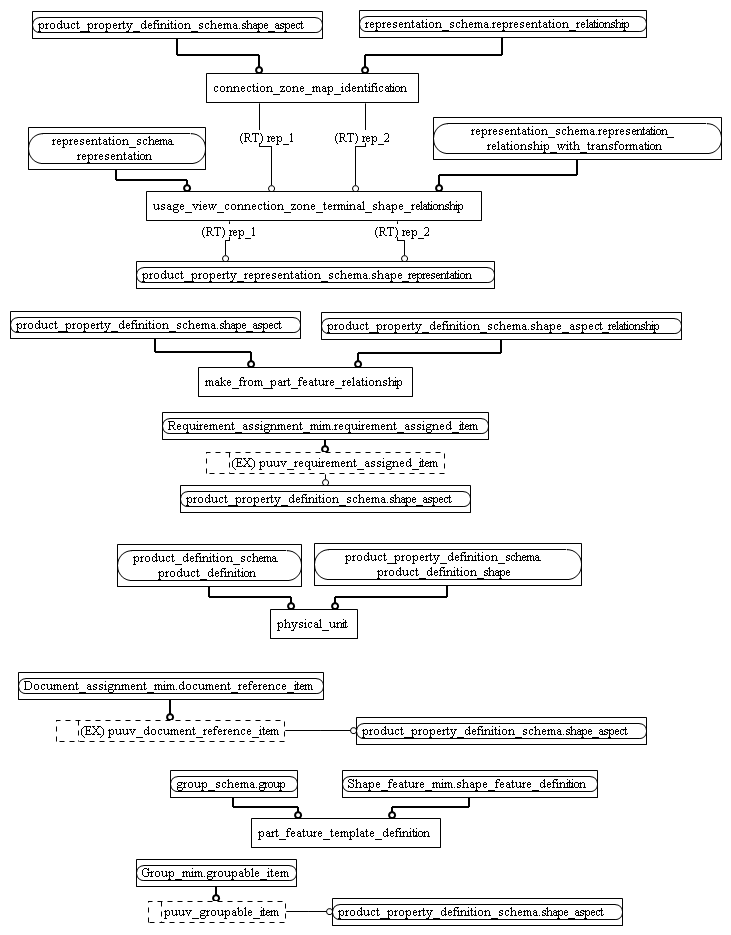 product_property_definition_schema.shape_aspect
representation_schema.representation_relationship
connection_zone_map_identification
(RT) rep_1
(RT) rep_2
representation_schema.
representation
representation_schema.representation_
relationship_with_transformation
usage_view_connection_zone_terminal_shape_relationship
(RT) rep_1
(RT) rep_2
product_property_representation_schema.shape_representation
product_property_definition_schema.shape_aspect
product_property_definition_schema.shape_aspect_relationship
make_from_part_feature_relationship
Requirement_assignment_mim.requirement_assigned_item
(EX) puuv_requirement_assigned_item
product_property_definition_schema.shape_aspect
product_definition_schema.
product_definition
product_property_definition_schema.
product_definition_shape
physical_unit
Document_assignment_mim.document_reference_item
(EX) puuv_document_reference_item
product_property_definition_schema.shape_aspect
group_schema.group
Shape_feature_mim.shape_feature_definition
part_feature_template_definition
Group_mim.groupable_item
puuv_groupable_item
product_property_definition_schema.shape_aspect